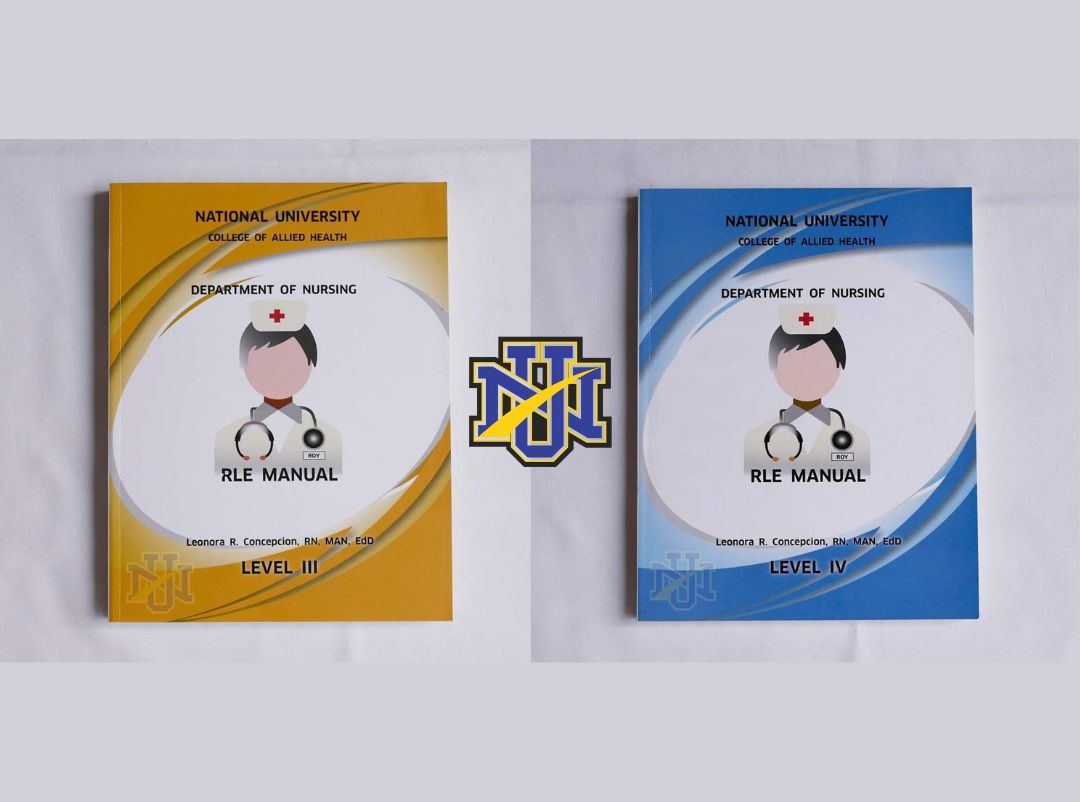 NATIONAL UNIVERSITY
COLLEGE OF ALLIED HEALTH
DEPARTMENT OF NURSING
ROY
RLE MANUAL
Leonora R. Concepcion, RN, MAN, EdD
LEVEL III
NU
NU
NATIONAL UNIVERSITY
COLLEGE OF ALLIED HEALTH
DEPARTMENT OF NURSING
ROY
RLE MANUAL
Leonora R. Concepcion, RN, MAN, EdD
LEVEL IV
NU